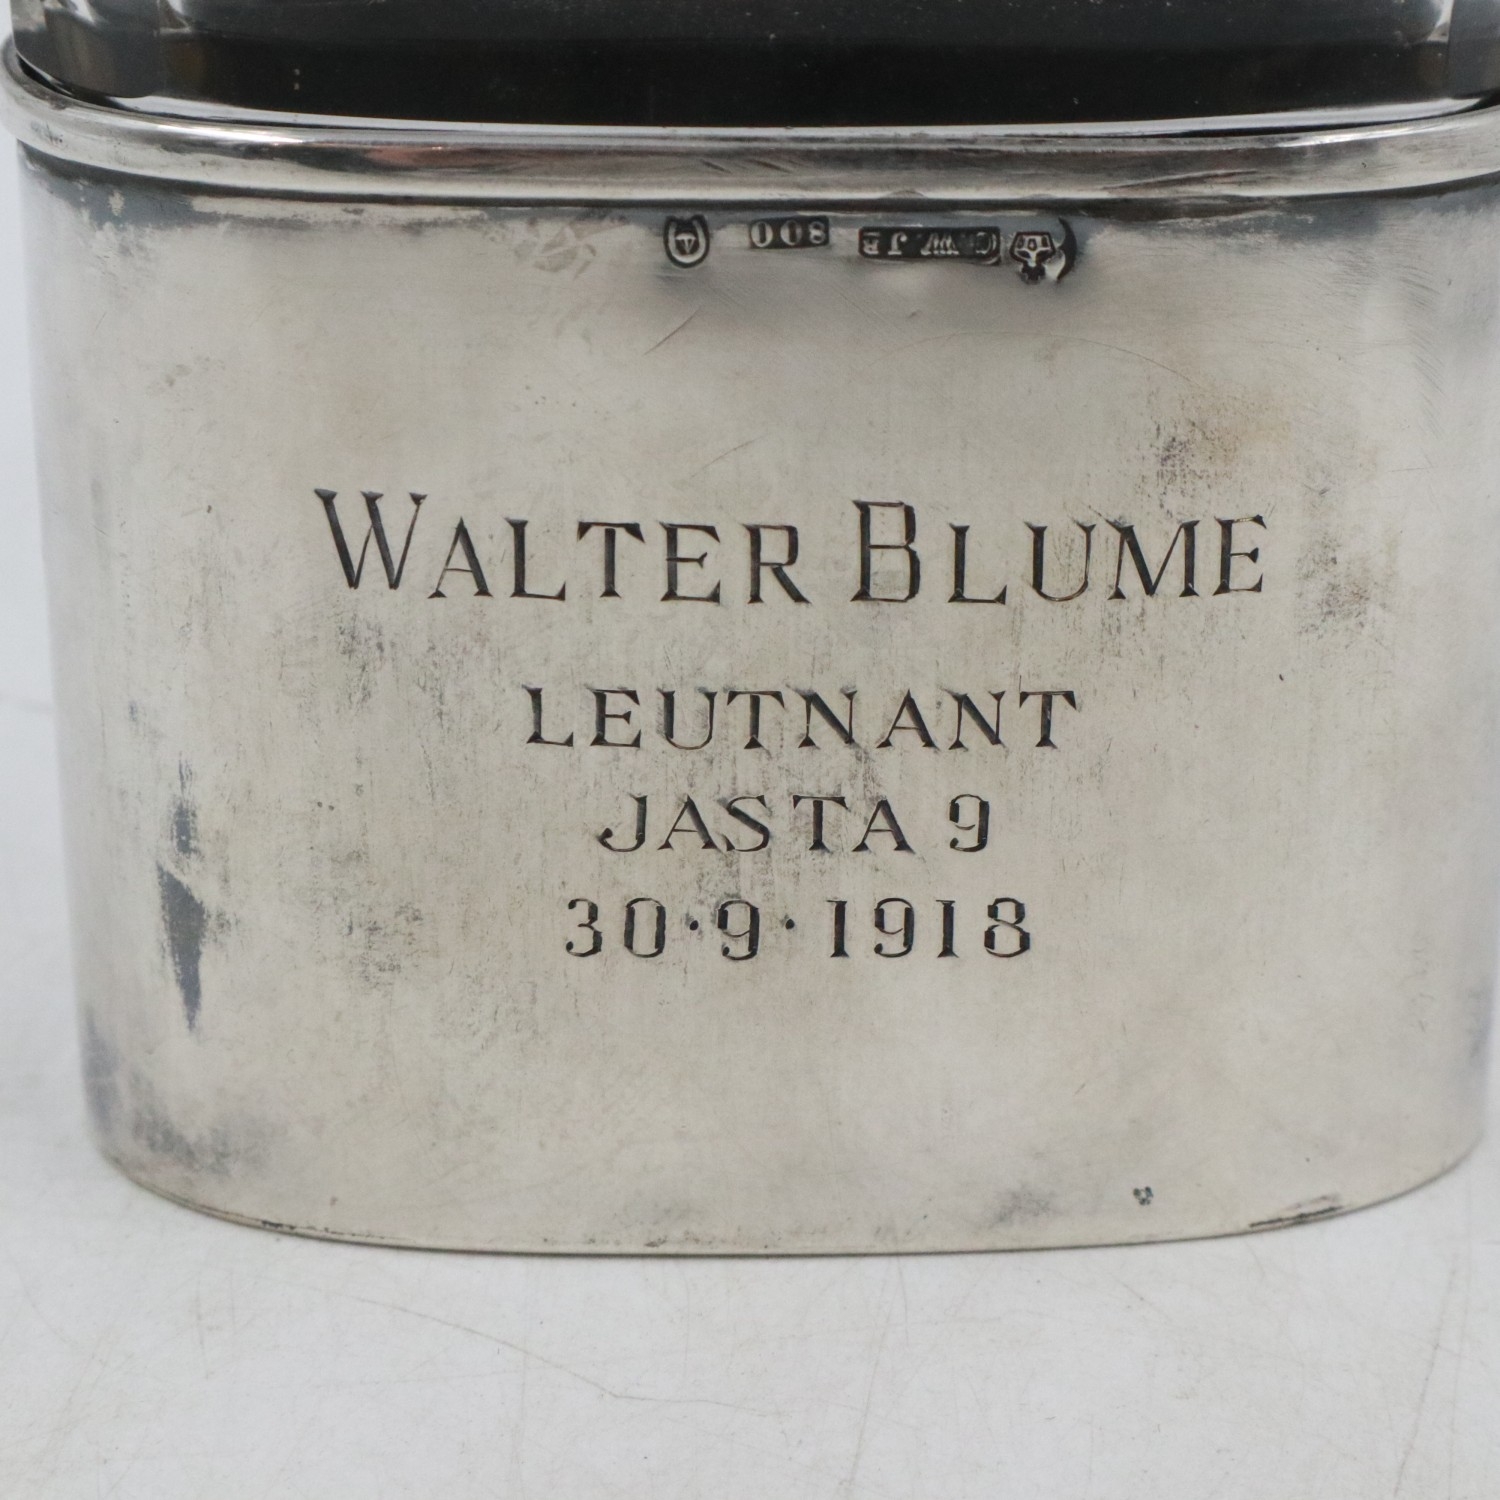 800
WALTER BLUME
LEUTNANT
JASTA 9
30·9·1918